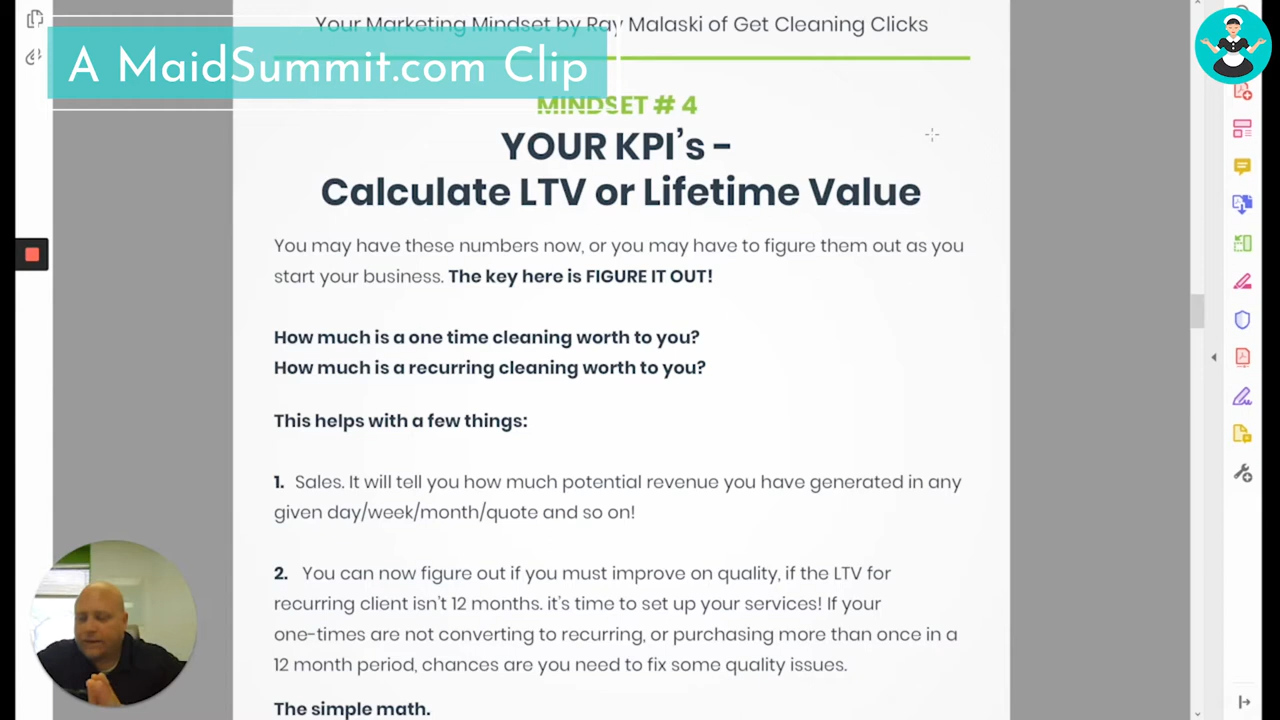 Your Marketing Mindset by Ray Malaski of Get Cleaning Clicks
A MaidSummit.com Clip
MINDSET # 4
YOUR KPI's -
Calculate LTV or Lifetime Value
You may have these numbers now, or you may have to figure them out as you
start your business. The key here is FIGURE IT OUT!
How much is a one time cleaning worth to you?
How much is a recurring cleaning worth to you?
This helps with a few things:
1. Sales. It will tell you how much potential revenue you have generated in any
given day/week/month/quote and so on!
2. You can now figure out if you must improve on quality, if the LTV for
recurring client isn't 12 months. it's time to set up your services! If your
one-times are not converting to recurring, or purchasing more than once in a
12 month period, chances are you need to fix some quality issues.
The simple math.